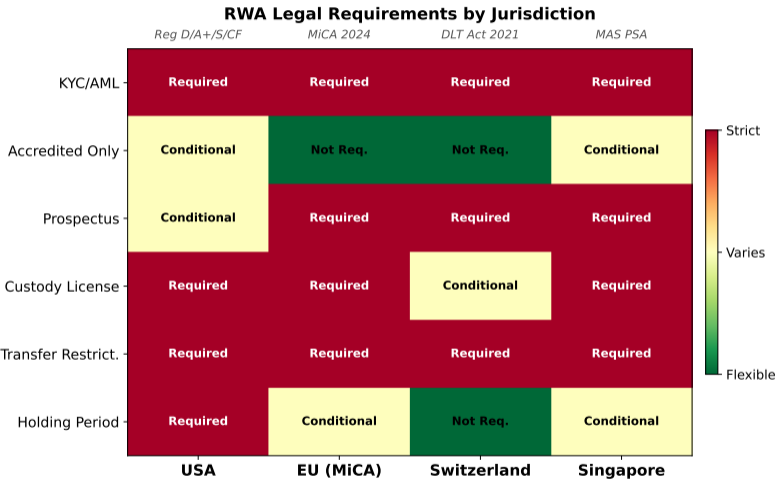 RWA Legal Requirements by Jurisdiction
Reg D/A+/S/CF MiCA 2024 DLT Act 2021 MAS PSA
KYC/AML Required Required Required Required
Accredited Only Conditional Not Req. Not Req. Conditional
Prospectus Conditional Required Required Required
Custody License Required Required Conditional Required
Transfer Restrict. Required Required Required Required
Holding Period Required Conditional Not Req. Conditional
USA EU (MiCA) Switzerland Singapore
Strict
Varies
Flexible